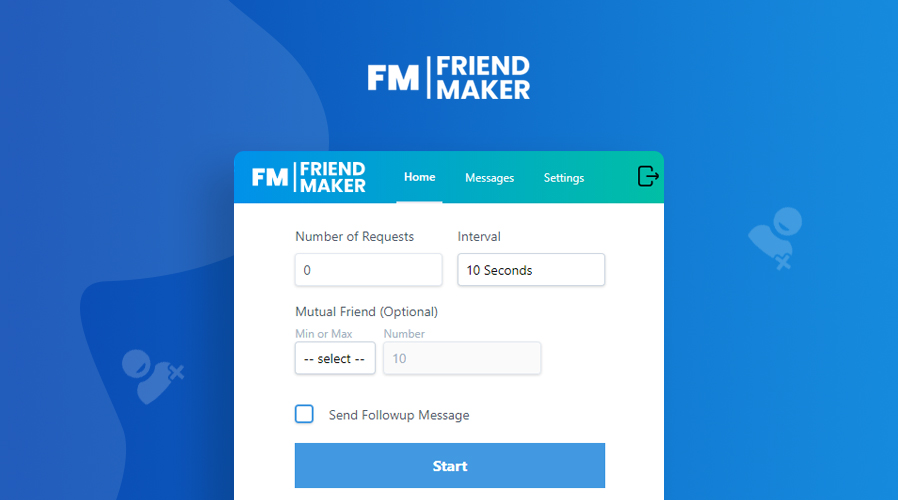 FM FRIEND
MAKER
FM FRIEND
MAKER
Home Messages Settings
Number of Requests Interval
0 10 Seconds
Mutual Friend (Optional)
Min or Max Number
-- select -- 10
Send Followup Message
Start